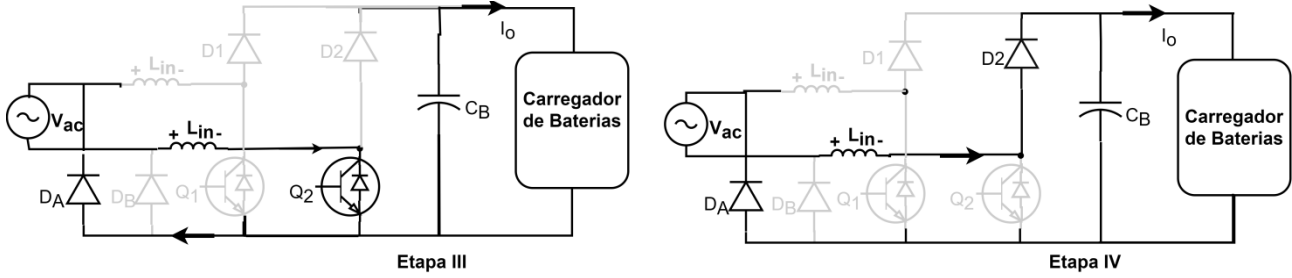 D1
D2
Io
+ Lin-
Vac
+ Lin-
CB
Carregador
de Baterias
DA
DB
Q1
Q2
Etapa III
D1
D2
Io
+ Lin-
Vac
+ Lin-
CB
Carregador
de Baterias
DA
DB
Q1
Q2
Etapa IV